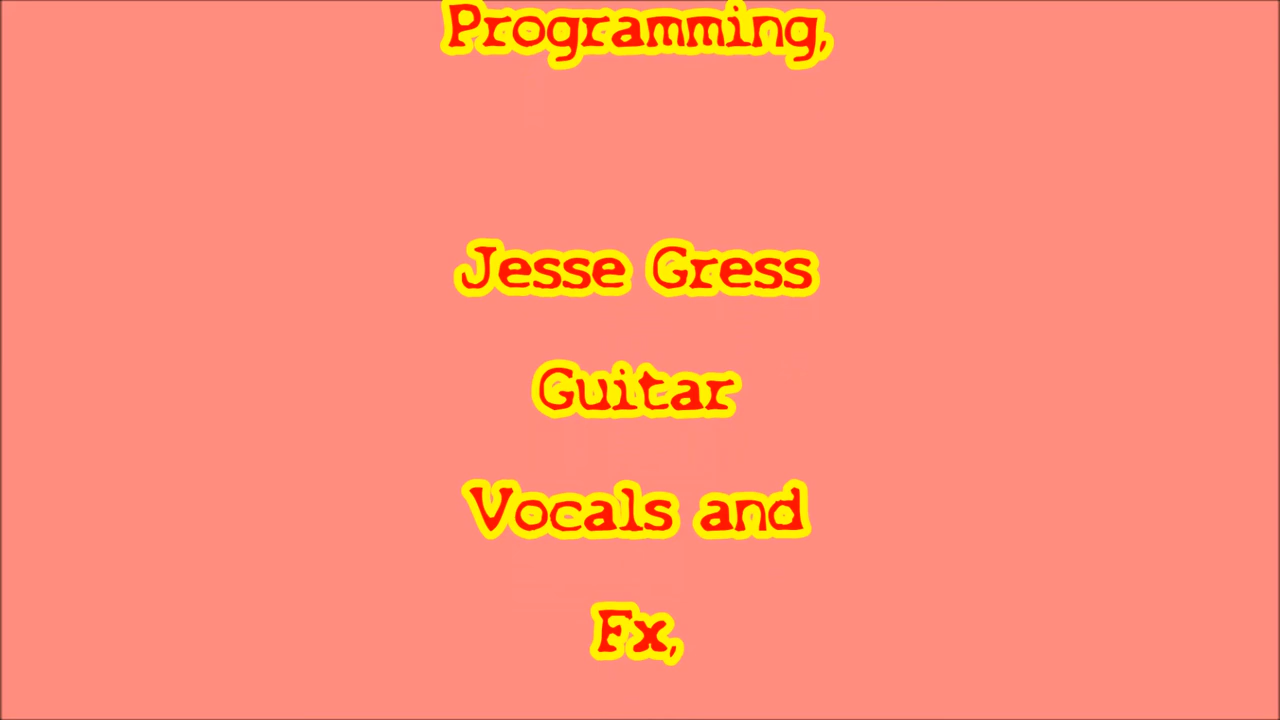 Programming,
Jesse Gress
Guitar
Vocals and
Fx,